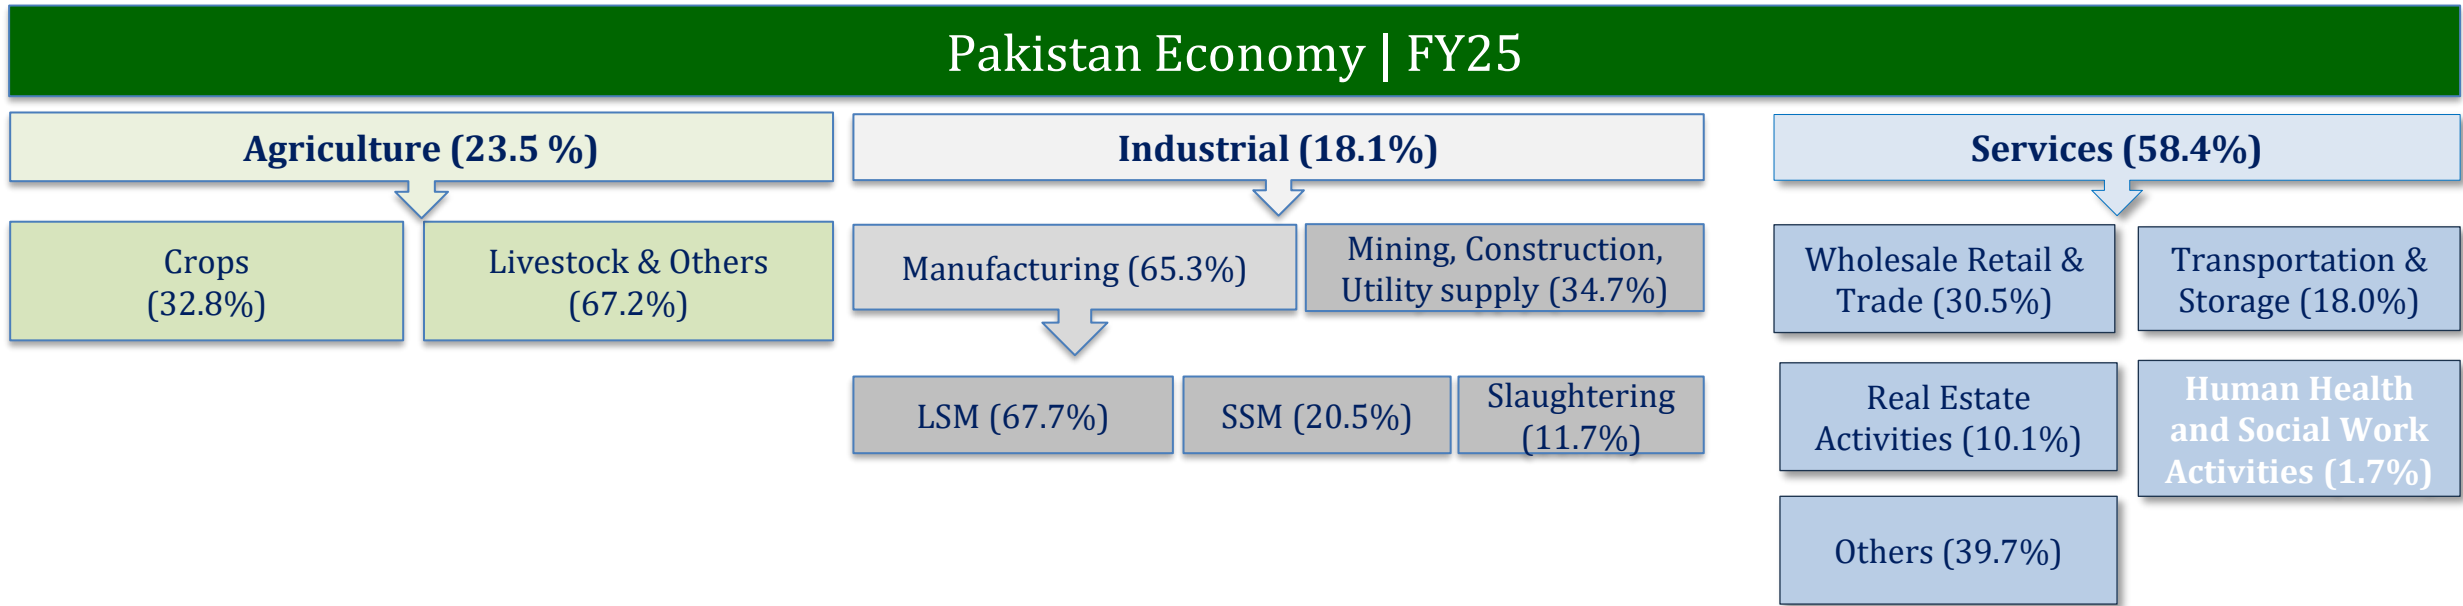 Pakistan Economy | FY25
Agriculture (23.5 %)
Industrial (18.1%)
Services (58.4%)
Crops
(32.8%)
Livestock & Others
(67.2%)
Manufacturing (65.3%)
Mining, Construction,
Utility supply (34.7%)
LSM (67.7%)
SSM (20.5%)
Slaughtering
(11.7%)
Wholesale Retail &
Trade (30.5%)
Transportation &
Storage (18.0%)
Real Estate
Activities (10.1%)
Human Health
and Social Work
Activities (1.7%)
Others (39.7%)